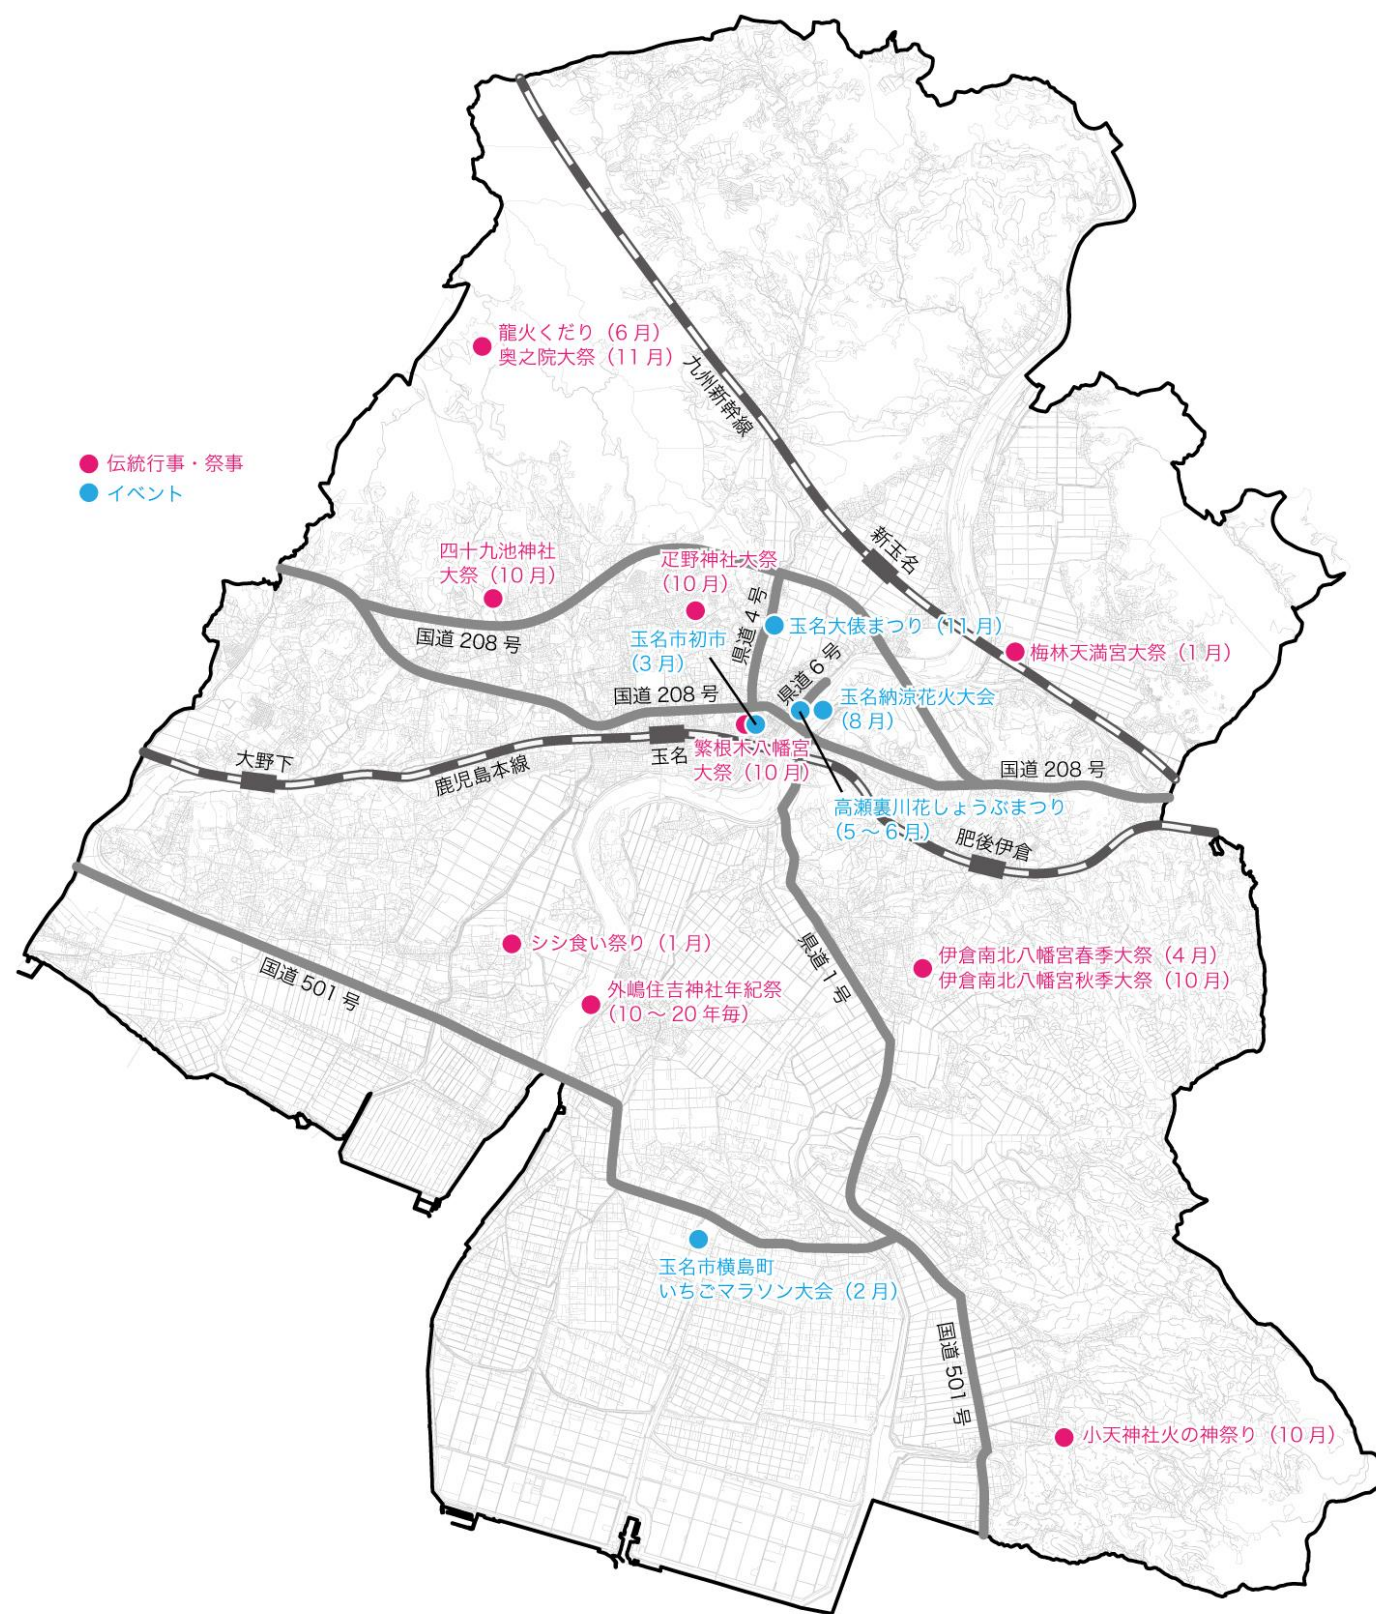 龍火くだり（6月）
奥之院大祭（11月）
九州新幹線
伝統行事・祭事
イベント
四十九池神社
大祭（10月）
疋野神社大祭
（10月）
新玉名
国道208号
玉名市初市
（3月）
県道4号
玉名大俵まつり（11月）
県道6号
梅林天満宮大祭（1月）
国道208号
玉名納涼花火大会
（8月）
大野下
鹿児島本線
玉名
繁根木八幡宮
大祭（10月）
国道208号
高瀬裏川花しょうぶまつり
（5～6月）
肥後伊倉
シシ食い祭り（1月）
県道1号
伊倉南北八幡宮春季大祭（4月）
伊倉南北八幡宮秋季大祭（10月）
国道501号
外嶋住吉神社年紀祭
（10～20年毎）
玉名市横島町
いちごマラソン大会（2月）
国道501号
小天神社火の神祭り（10月）